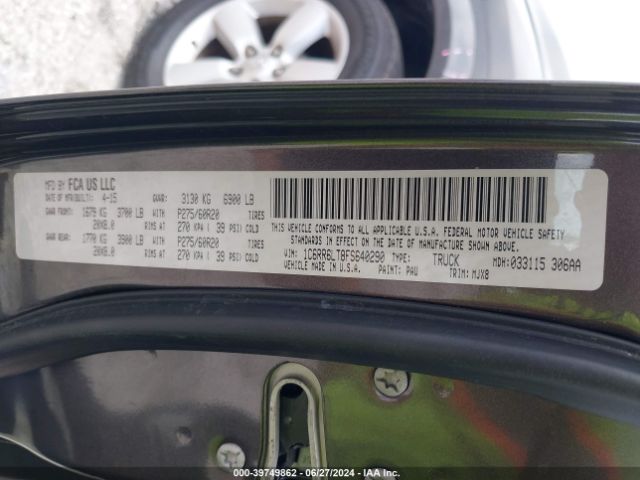 MFD BY FCA US LLC
DATE OF MFR/BUILT: 4-15 GVWR: 3130 KG 6900 LB
GAWR FRONT: 1679 KG 3700 LB WITH P275/60R20 TIRES
20X8.0 RIMS AT 270 KPA ( 39 PSI) COLD
GAWR REAR: 1770 KG 3900 LB WITH P275/60R20 TIRES
20X8.0 RIMS AT 270 KPA ( 39 PSI) COLD
THIS VEHICLE CONFORMS TO ALL APPLICABLE U.S.A. FEDERAL MOTOR VEHICLE SAFETY
STANDARDS IN EFFECT ON THE DATE OF MANUFACTURE SHOWN ABOVE.
VIN: 1C6RR6LT8FS640290 TYPE: TRUCK MDH: 033115 306AA
MADE IN U.S.A. PAINT: PAU TRIM: MJX8
© IAA - 39749862 - 06/27/2024 - IAA Inc.